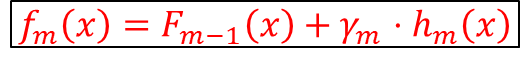 f_m(x) = F_{m−1}(x) + γ_m · h_m(x)